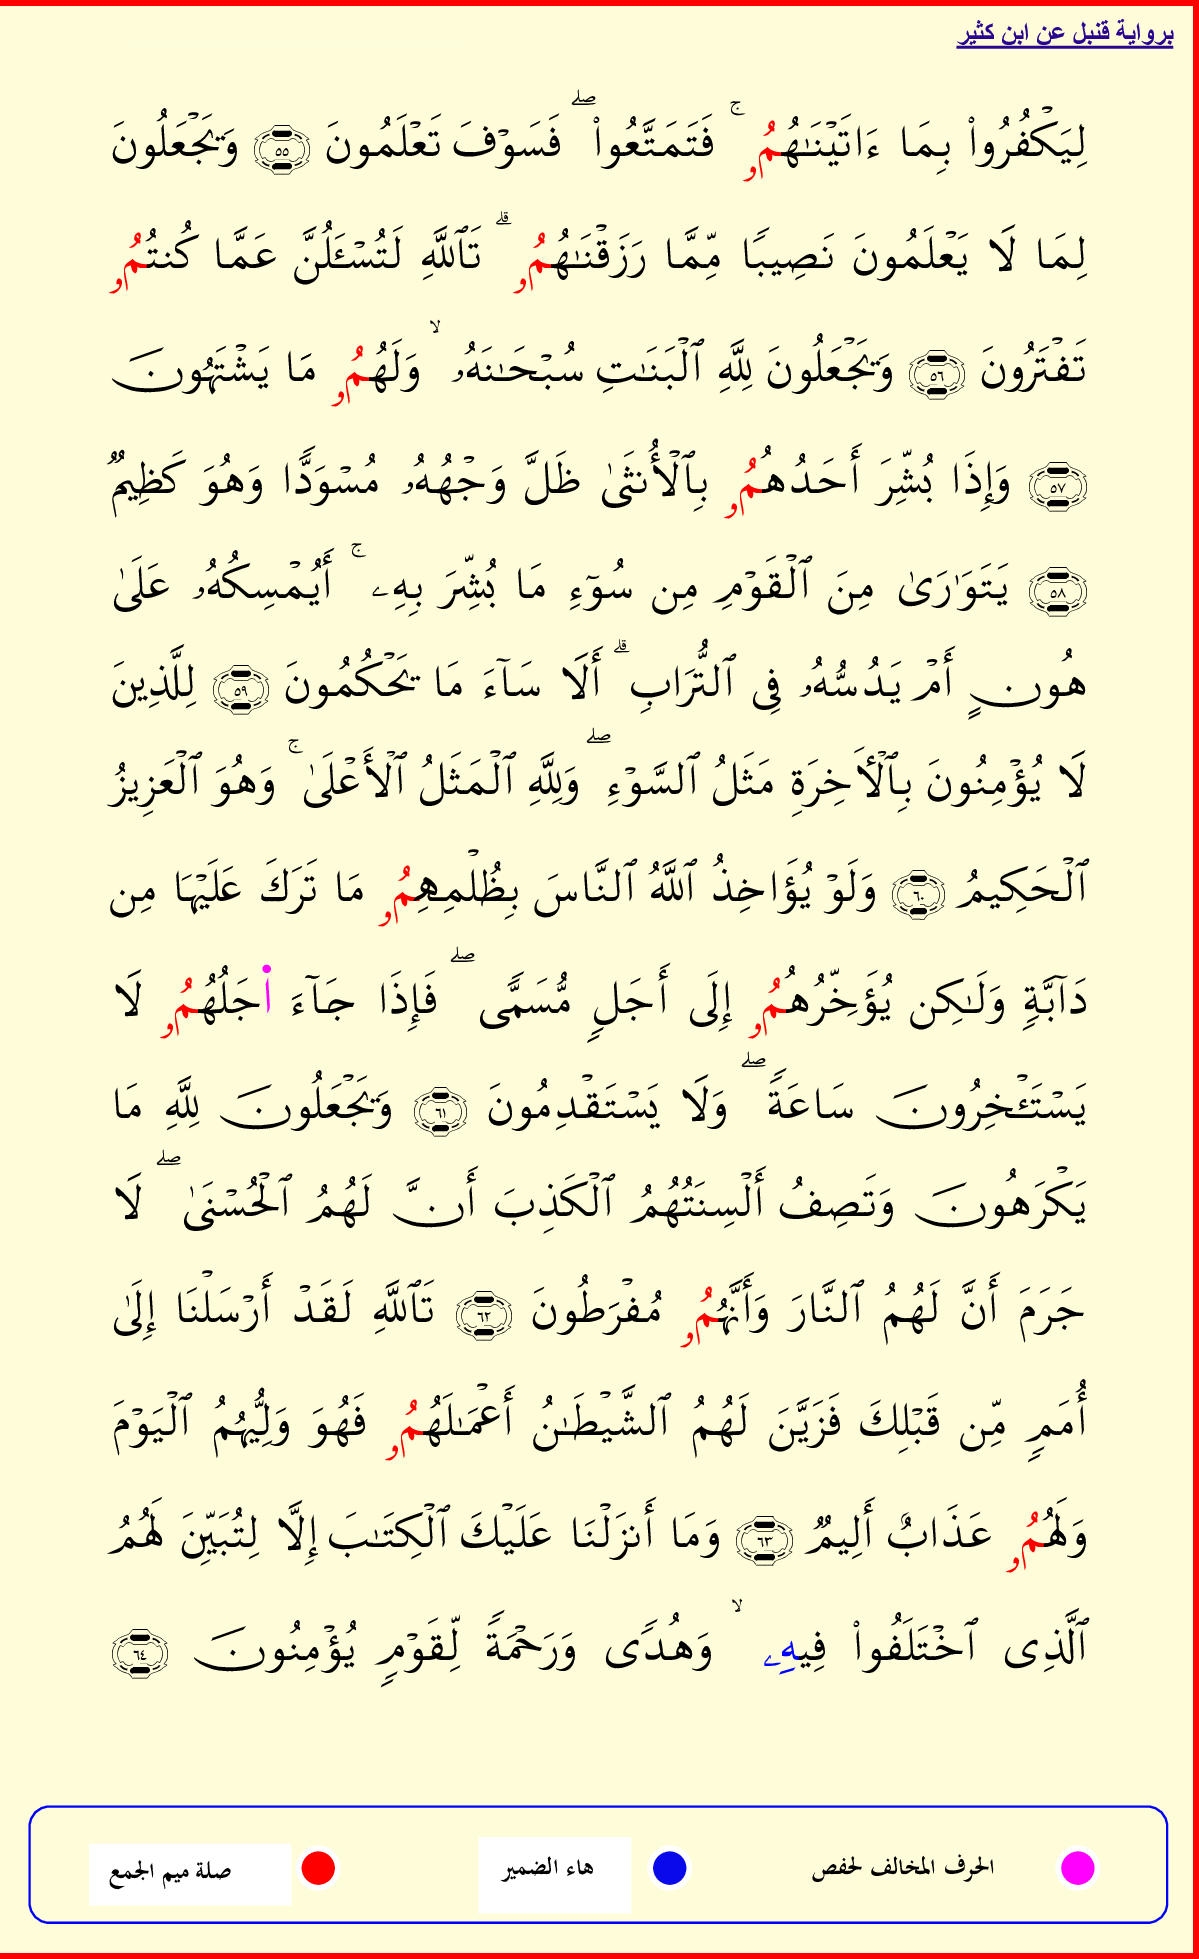 برواية قنبل عن ابن كثير
لِيَكۡفُرُواْ بِمَا ءَاتَيۡنَٰهُمُۥ ۚ فَتَمَتَّعُواْ ۖ فَسَوۡفَ تَعۡلَمُونَ ٥٥ وَيَجۡعَلُونَ
لِمَا لَا يَعۡلَمُونَ نَصِيبٗا مِّمَّا رَزَقۡنَٰهُمُۥ ۗ تَٱللَّهِ لَتُسۡـَٔلُنَّ عَمَّا كُنتُمُۥ
تَفۡتَرُونَ ٥٦ وَيَجۡعَلُونَ لِلَّهِ ٱلۡبَنَٰتِ سُبۡحَٰنَهُۥ ۙ وَلَهُمُۥ مَا يَشۡتَهُونَ
٥٧ وَإِذَا بُشِّرَ أَحَدُهُمُۥ بِٱلۡأُنثَىٰ ظَلَّ وَجۡهُهُۥ مُسۡوَدّٗا وَهُوَ كَظِيمٞ
٥٨ يَتَوَٰرَىٰ مِنَ ٱلۡقَوۡمِ مِن سُوٓءِ مَا بُشِّرَ بِهِۦ ۚ أَيُمۡسِكُهُۥ عَلَىٰ
هُونٍ أَمۡ يَدُسُّهُۥ فِي ٱلتُّرَابِ ۗ أَلَا سَآءَ مَا يَحۡكُمُونَ ٥٩ لِلَّذِينَ
لَا يُؤۡمِنُونَ بِٱلۡأٓخِرَةِ مَثَلُ ٱلسَّوۡءِ ۖ وَلِلَّهِ ٱلۡمَثَلُ ٱلۡأَعۡلَىٰ ۚ وَهُوَ ٱلۡعَزِيزُ
ٱلۡحَكِيمُ ٦٠ وَلَوۡ يُؤَاخِذُ ٱللَّهُ ٱلنَّاسَ بِظُلۡمِهِمُۥ مَا تَرَكَ عَلَيۡهَا مِن
دَآبَّةٖ وَلَٰكِن يُؤَخِّرُهُمُۥ إِلَىٰ أَجَلٖ مُّسَمّٗى ۖ فَإِذَا جَآءَ ا۬جَلُهُمُۥ لَا
يَسۡتَـٔۡخِرُونَ سَاعَةٗ ۖ وَلَا يَسۡتَقۡدِمُونَ ٦١ وَيَجۡعَلُونَ لِلَّهِ مَا
يَكۡرَهُونَ وَتَصِفُ أَلۡسِنَتُهُمُ ٱلۡكَذِبَ أَنَّ لَهُمُ ٱلۡحُسۡنَىٰ ۖ لَا
جَرَمَ أَنَّ لَهُمُ ٱلنَّارَ وَأَنَّهُمُۥ مُفۡرَطُونَ ٦٢ تَٱللَّهِ لَقَدۡ أَرۡسَلۡنَا إِلَىٰ
أُمَمٖ مِّن قَبۡلِكَ فَزَيَّنَ لَهُمُ ٱلشَّيۡطَٰنُ أَعۡمَٰلَهُمُۥ فَهُوَ وَلِيُّهُمُ ٱلۡيَوۡمَ
وَلَهُمُۥ عَذَابٌ أَلِيمٞ ٦٣ وَمَا أَنزَلۡنَا عَلَيۡكَ ٱلۡكِتَٰبَ إِلَّا لِتُبَيِّنَ لَهُمُ
ٱلَّذِي ٱخۡتَلَفُواْ فِيهِۦ ۙ وَهُدٗى وَرَحۡمَةٗ لِّقَوۡمٖ يُؤۡمِنُونَ ٦٤
الحرف المخالف لحفص
هاء الضمير
صلة ميم الجمع